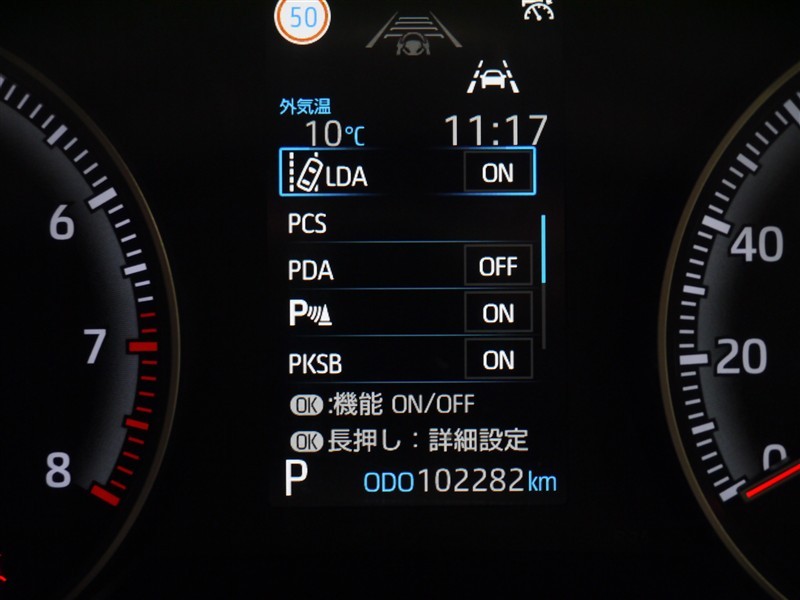 50
外気温
10℃ 11:17
LDA ON
PCS
PDA OFF
P ON
PKSB ON
OK:機能 ON/OFF
OK長押し:詳細設定
P ODO102282km
6
7
8
40
20
0